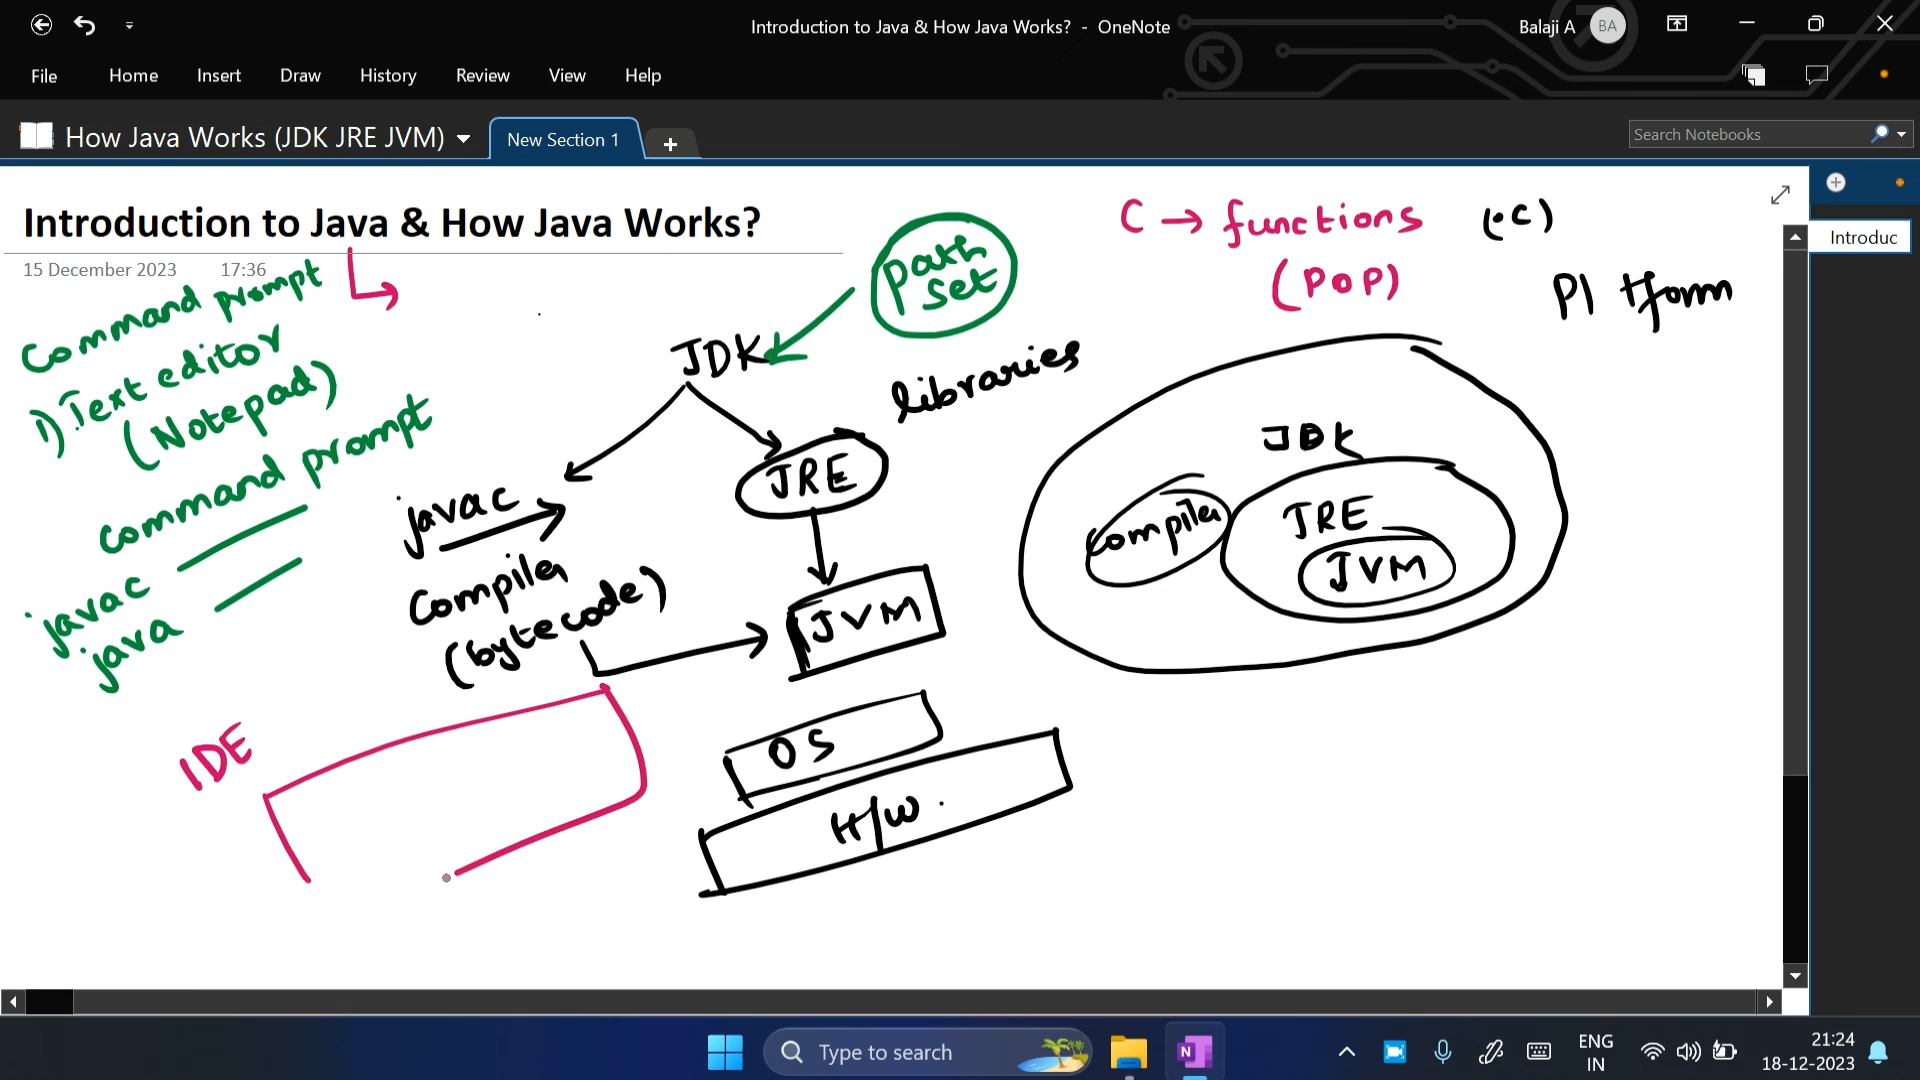 Introduction to Java & How Java Works? - OneNote
Balaji A
BA
File
Home
Insert
Draw
History
Review
View
Help
How Java Works (JDK JRE JVM)
New Section 1
+
Search Notebooks
Introduc
Introduction to Java & How Java Works?
15 December 2023 17:36
Command prompt
1) Text editor
(Notepad)
command prompt
javac
java
path
set
JDK
libraries
javac
JRE
Compiler
(bytecode)
JVM
OS
H/W.
IDE
C → functions (.C)
(POP)
Pl tform
JDK
Compiler
JRE
JVM
Type to search
N
ENG
IN
21:24
18-12-2023